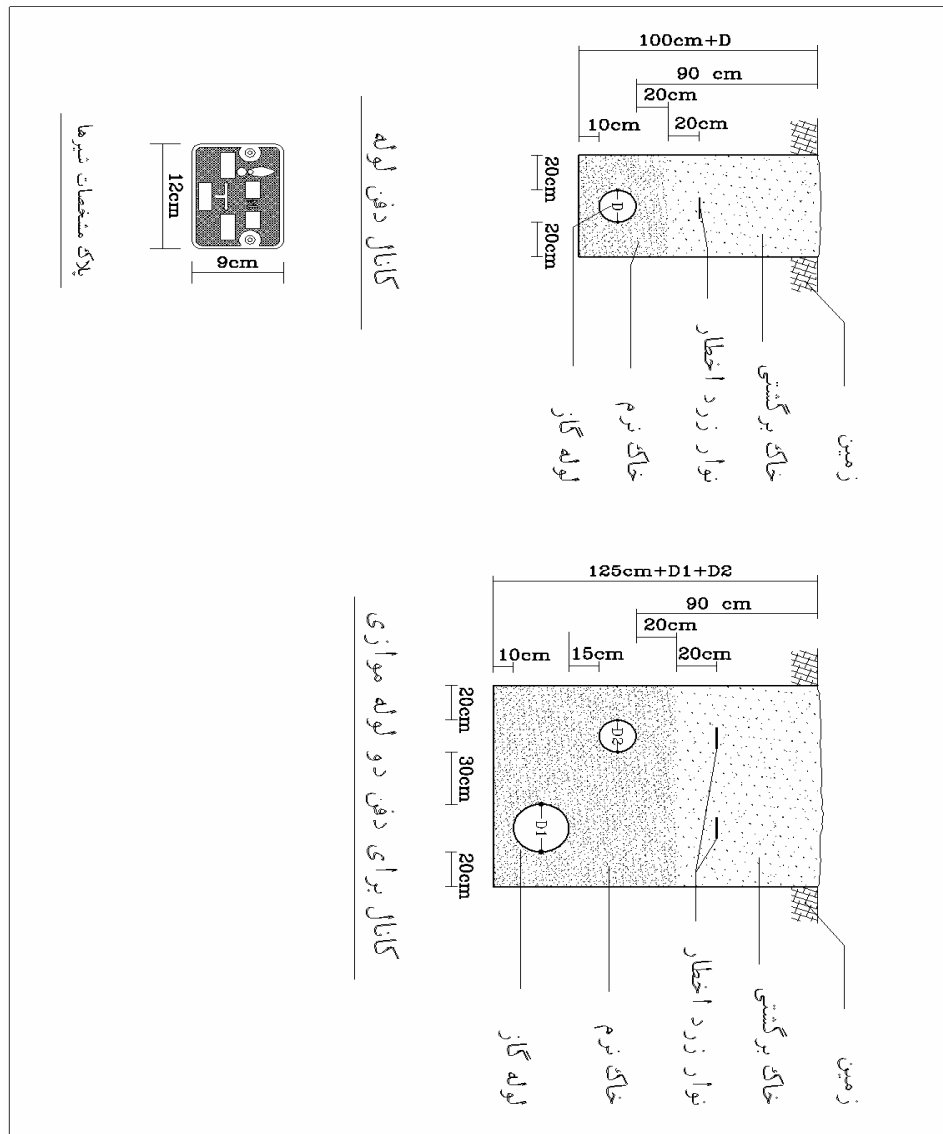 100cm+D
90 cm
20cm
10cm
20cm
20cm
20cm
D
لوله گاز
خاک نرم
نوار زرد اخطار
خاک برگشتی
زمین
کانال دفن لوله
12cm
9cm
پلاک مشخصات شیرها
125cm+D1+D2
90 cm
20cm
10cm
15cm
20cm
20cm
30cm
20cm
D2
D1
لوله گاز
خاک نرم
نوار زرد اخطار
خاک برگشتی
زمین
کانال برای دفن دو لوله موازی